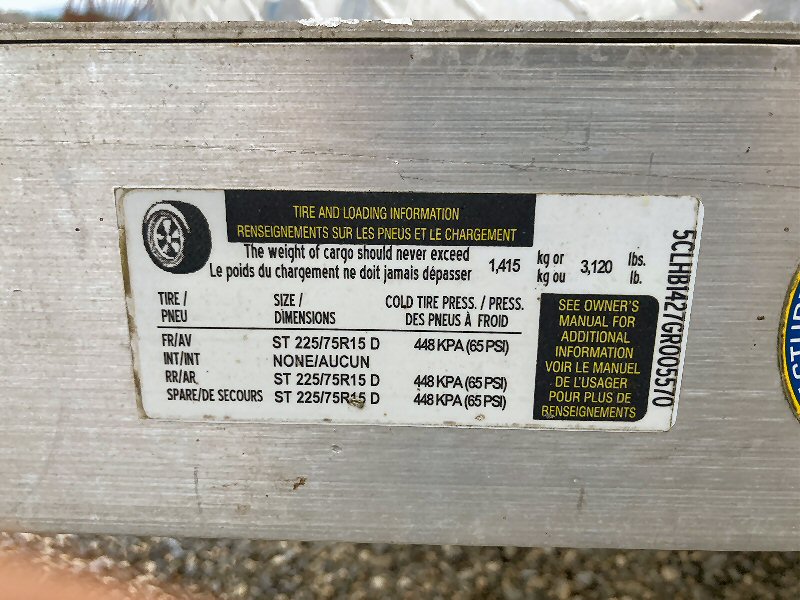 TIRE AND LOADING INFORMATION
RENSEIGNEMENTS SUR LES PNEUS ET LE CHARGEMENT
The weight of cargo should never exceed 1,415 kg or 3,120 lbs.
Le poids du chargement ne doit jamais dépasser kg ou lb.
TIRE / SIZE / COLD TIRE PRESS. / PRESS.
PNEU DIMENSIONS DES PNEUS À FROID
FR/AV ST 225/75R15 D 448 KPA (65 PSI)
INT/INT NONE/AUCUN
RR/AR ST 225/75R15 D 448 KPA (65 PSI)
SPARE/DE SECOURS ST 225/75R15 D 448 KPA (65 PSI)
SEE OWNER'S
MANUAL FOR
ADDITIONAL
INFORMATION
VOIR LE MANUEL
DE L'USAGER
POUR PLUS DE
RENSEIGNEMENTS
5CLHB1427GR005570